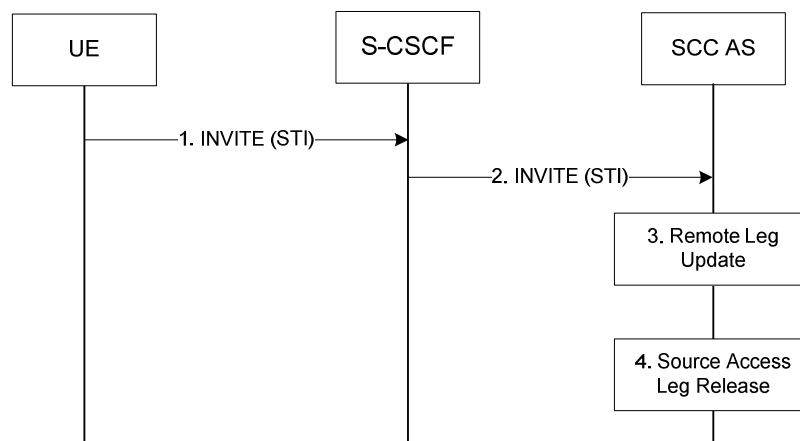 UE
S-CSCF
SCC AS
1. INVITE (STI)
2. INVITE (STI)
3. Remote Leg
Update
4. Source Access
Leg Release